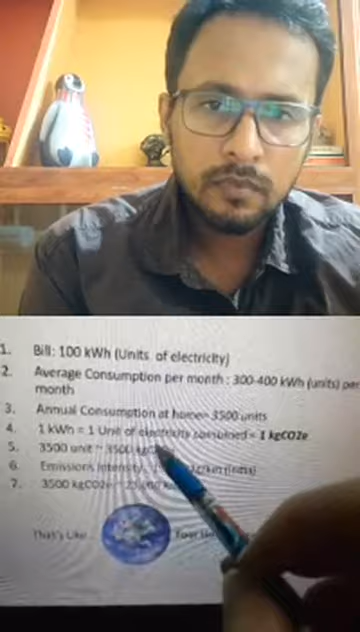 1. Bill: 100 kWh (Units of electricity)
2. Average Consumption per month : 300-400 kWh (units) per
month
3. Annual Consumption at home= 3500 units
4. 1 kWh = 1 Unit of electricity consumed = 1 kgCO2e
5. 3500 unit = 3500
6. Emissions Intensity
7. 3500 kgCO2e
That's Like